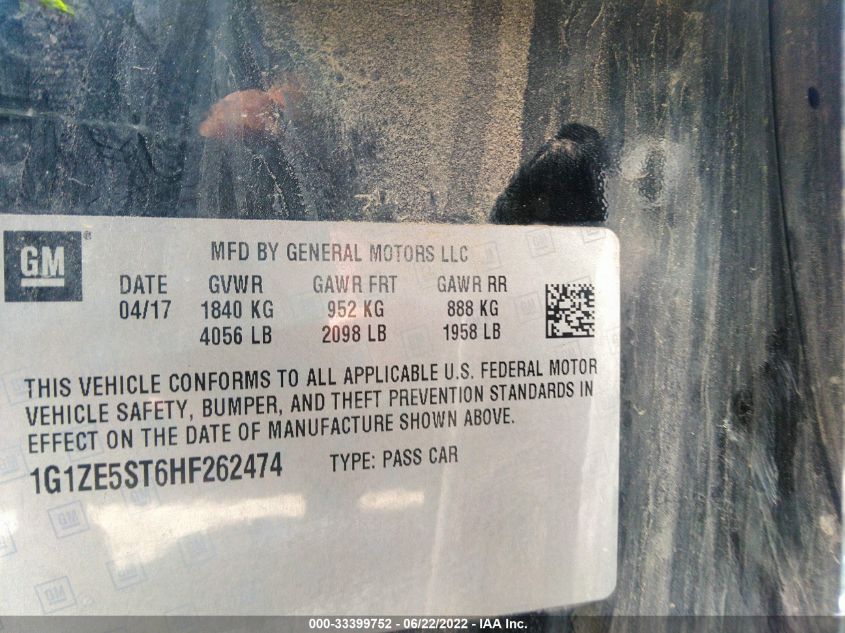 GM®
MFD BY GENERAL MOTORS LLC
DATE GVWR GAWR FRT GAWR RR
04/17 1840 KG 952 KG 888 KG
4056 LB 2098 LB 1958 LB
THIS VEHICLE CONFORMS TO ALL APPLICABLE U.S. FEDERAL MOTOR
VEHICLE SAFETY, BUMPER, AND THEFT PREVENTION STANDARDS IN
EFFECT ON THE DATE OF MANUFACTURE SHOWN ABOVE.
1G1ZE5ST6HF262474 TYPE: PASS CAR
000-33399752 - 06/22/2022 - IAA Inc.